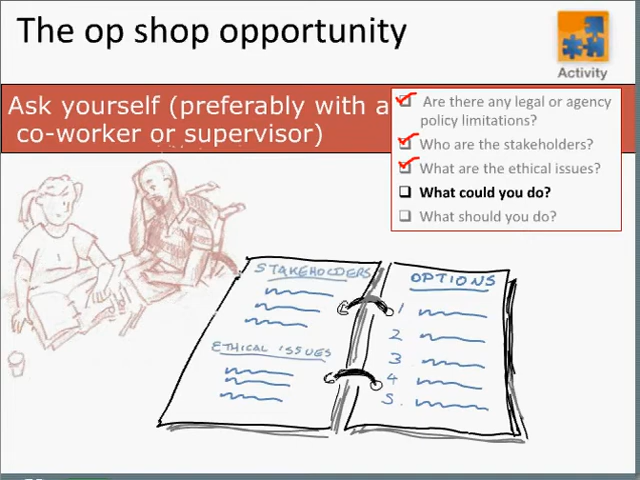 The op shop opportunity
Activity
Ask yourself (preferably with a
co-worker or supervisor)
Are there any legal or agency
policy limitations?
Who are the stakeholders?
What are the ethical issues?
What could you do?
What should you do?
STAKEHOLDERS
ETHICAL ISSUES
OPTIONS
1
2
3
4
5.